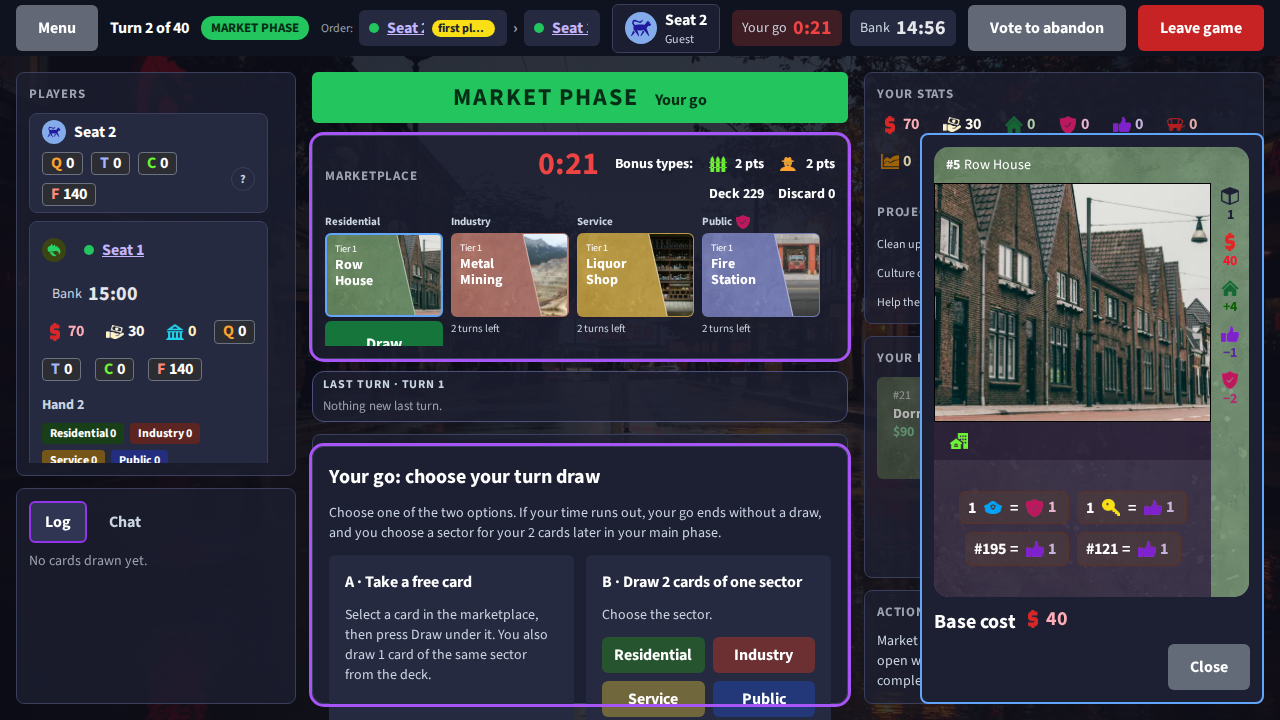 Menu
Turn 2 of 40
MARKET PHASE
Order:
Seat
first pl…
›
Seat
Seat 2
Guest
Your go 0:21
Bank 14:56
Vote to abandon
Leave game
PLAYERS
Seat 2
Q 0
T 0
C 0
F 140
?
Seat 1
Bank 15:00
70
30
0
Q 0
T 0
C 0
F 140
Hand 2
Residential 0
Industry 0
Service 0
Public 0
Log
Chat
No cards drawn yet.
MARKET PHASE Your go
MARKETPLACE
0:21
Bonus types:
2 pts
2 pts
Deck 229
Discard 0
Residential
Industry
Service
Public
Tier 1
Row
House
Tier 1
Metal
Mining
Tier 1
Liquor
Shop
Tier 1
Fire
Station
Draw
2 turns left
2 turns left
2 turns left
LAST TURN · TURN 1
Nothing new last turn.
Your go: choose your turn draw
Choose one of the two options. If your time runs out, your go ends without a draw,
and you choose a sector for your 2 cards later in your main phase.
A · Take a free card
Select a card in the marketplace,
then press Draw under it. You also
draw 1 card of the same sector
from the deck.
B · Draw 2 cards of one sector
Choose the sector.
Residential
Industry
Service
Public
YOUR STATS
70
30
0
0
0
0
0
Clean up
Culture
Help the
YOUR
#21
$90
ACTION
Market
open
#5 Row House
1
40
+4
−1
−2
1 = 1
1 = 1
#195 = 1
#121 = 1
Base cost 40
Close